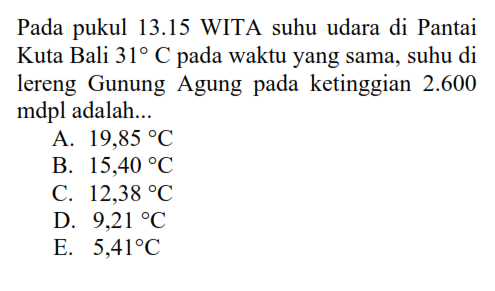 Pada pukul 13.15 WITA suhu udara di Pantai
Kuta Bali 31° C pada waktu yang sama, suhu di
lereng Gunung Agung pada ketinggian 2.600
mdpl adalah...
A. 19,85 °C
B. 15,40 °C
C. 12,38 °C
D. 9,21 °C
E. 5,41°C